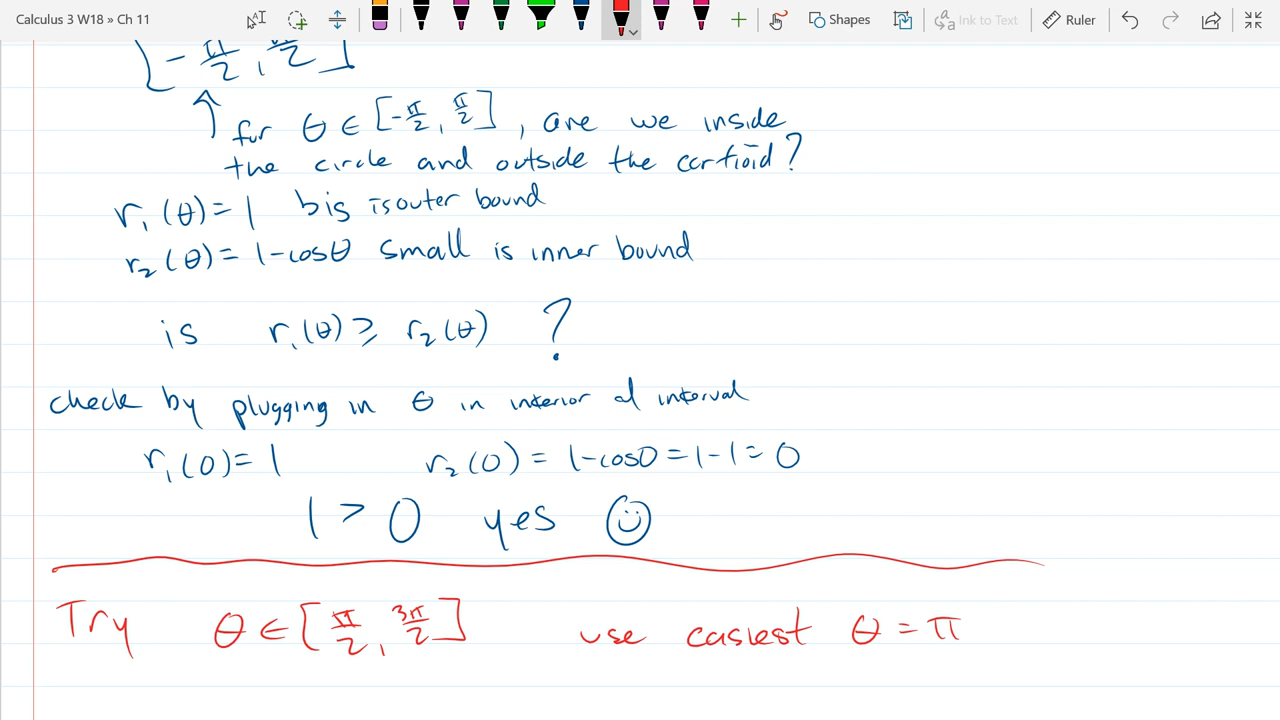 Calculus 3 W18 » Ch 11
Shapes
Link to Text
Ruler
[-π/2, π/2]
for θ ∈ [-π/2, π/2], are we inside
the circle and outside the cartioid?
r₁(θ)=1 big is outer bound
r₂(θ)=1-cosθ small is inner bound
is r₁(θ) ≥ r₂(θ) ?
check by plugging in θ in interior of interval
r₁(0)=1 r₂(0)=1-cos0=1-1=0
1 > 0 yes
Try θ ∈ [π/2, 3π/2] use easiest θ = π